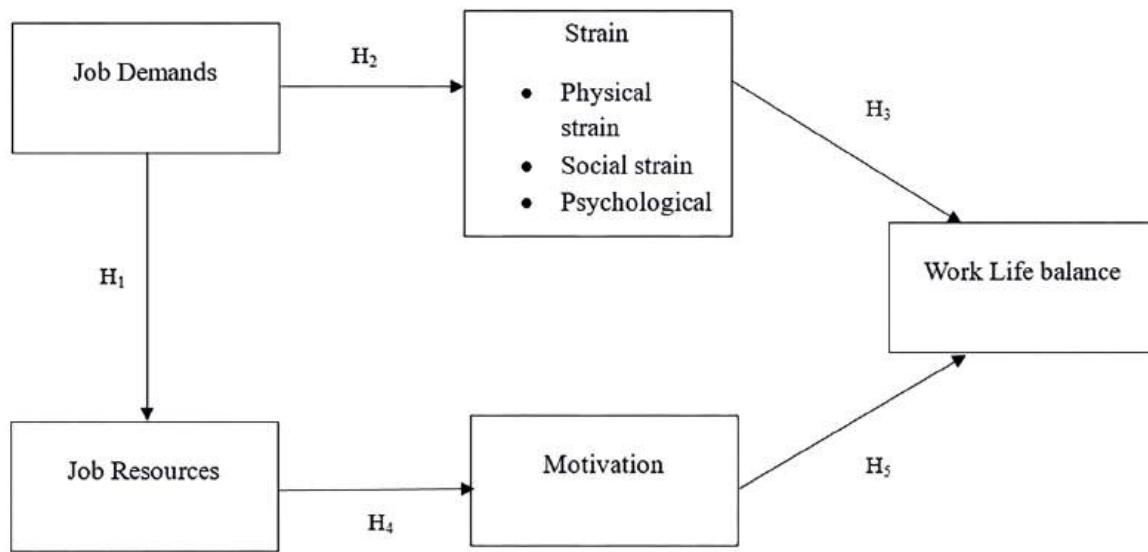 Job Demands
H₂
Strain
• Physical
strain
• Social strain
• Psychological
H₃
H₁
Work Life balance
Job Resources
H₄
Motivation
H₅